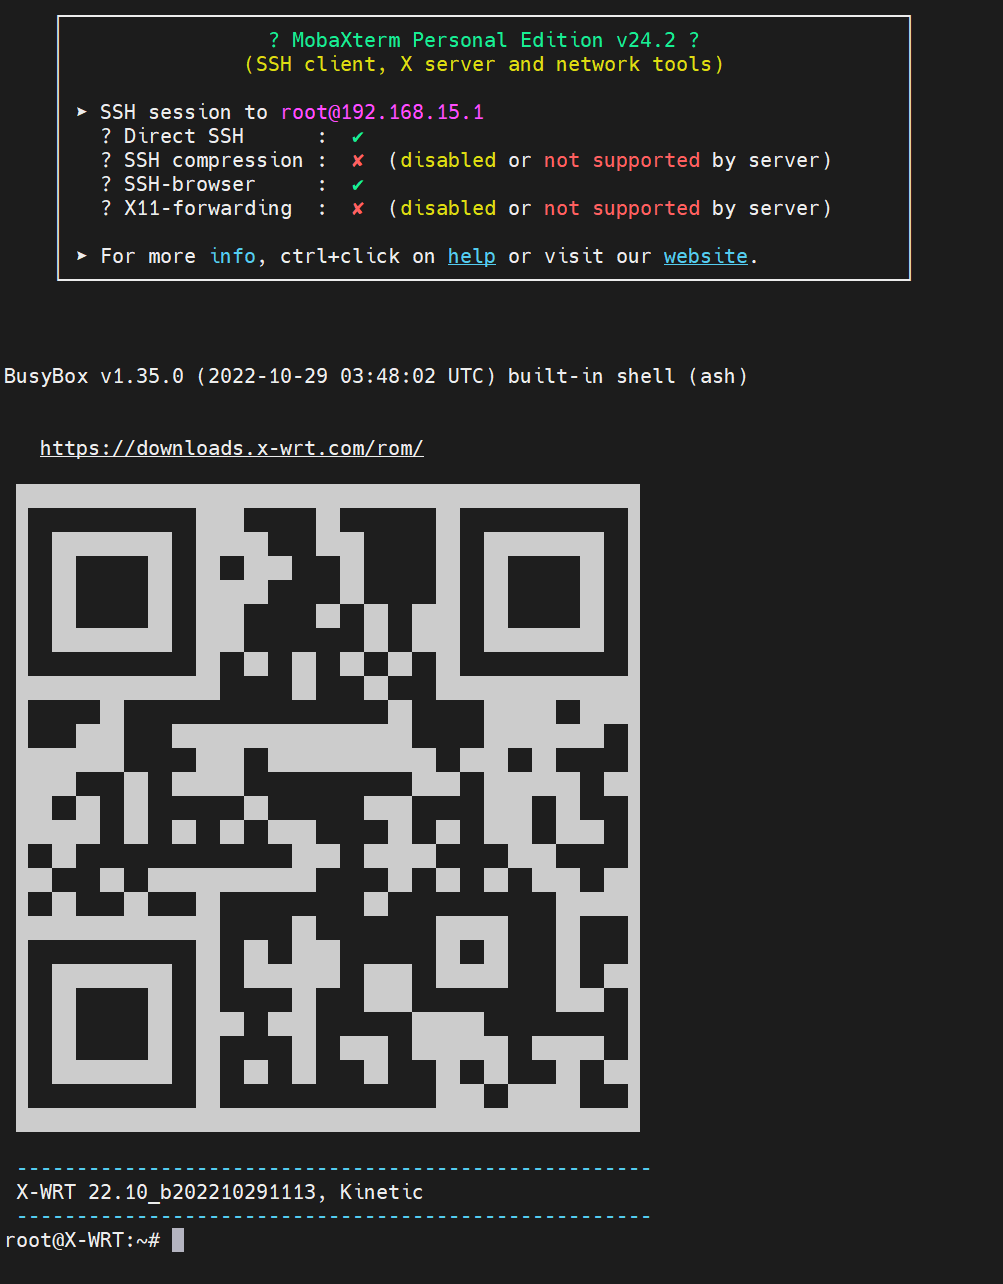 ? MobaXterm Personal Edition v24.2 ?
(SSH client, X server and network tools)
➤ SSH session to root@192.168.15.1
? Direct SSH : ✔
? SSH compression : ✘ (disabled or not supported by server)
? SSH-browser : ✔
? X11-forwarding : ✘ (disabled or not supported by server)
➤ For more info, ctrl+click on help or visit our website.
BusyBox v1.35.0 (2022-10-29 03:48:02 UTC) built-in shell (ash)
https://downloads.x-wrt.com/rom/
-----------------------------------------------------
X-WRT 22.10_b202210291113, Kinetic
-----------------------------------------------------
root@X-WRT:~#